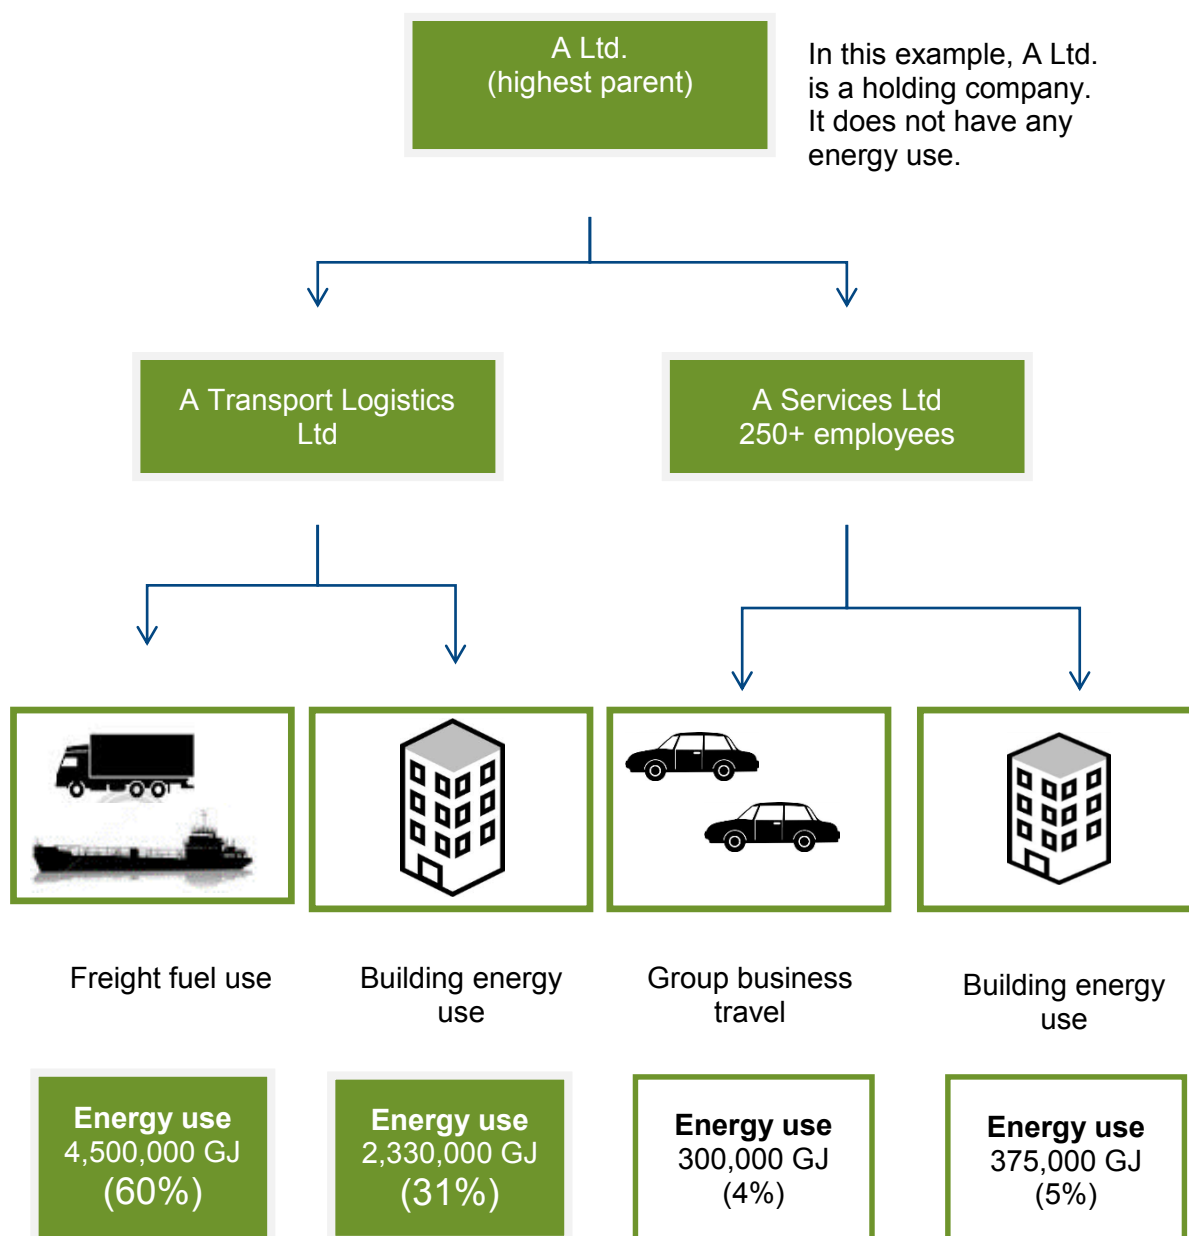 A Ltd.
(highest parent)
In this example, A Ltd.
is a holding company.
It does not have any
energy use.
A Transport Logistics
Ltd
A Services Ltd
250+ employees
Freight fuel use
Building energy
use
Group business
travel
Building energy
use
Energy use
4,500,000 GJ
(60%)
Energy use
2,330,000 GJ
(31%)
Energy use
300,000 GJ
(4%)
Energy use
375,000 GJ
(5%)